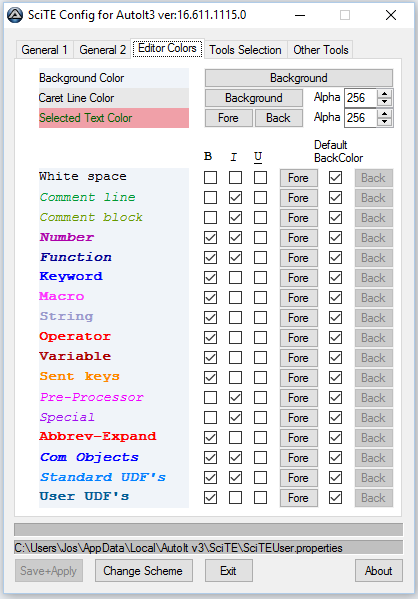 SciTE Config for AutoIt3 ver:16.611.1115.0
General 1 General 2 Editor Colors Tools Selection Other Tools
Background Color Background
Caret Line Color Background Alpha 256
Selected Text Color Fore Back Alpha 256
Default
B I U BackColor
White space Fore Back
Comment line Fore Back
Comment block Fore Back
Number Fore Back
Function Fore Back
Keyword Fore Back
Macro Fore Back
String Fore Back
Operator Fore Back
Variable Fore Back
Sent keys Fore Back
Pre-Processor Fore Back
Special Fore Back
Abbrev-Expand Fore Back
Com Objects Fore Back
Standard UDF's Fore Back
User UDF's Fore Back
C:\Users\Jos\AppData\Local\AutoIt v3\SciTE\SciTEUser.properties
Save+Apply Change Scheme Exit About